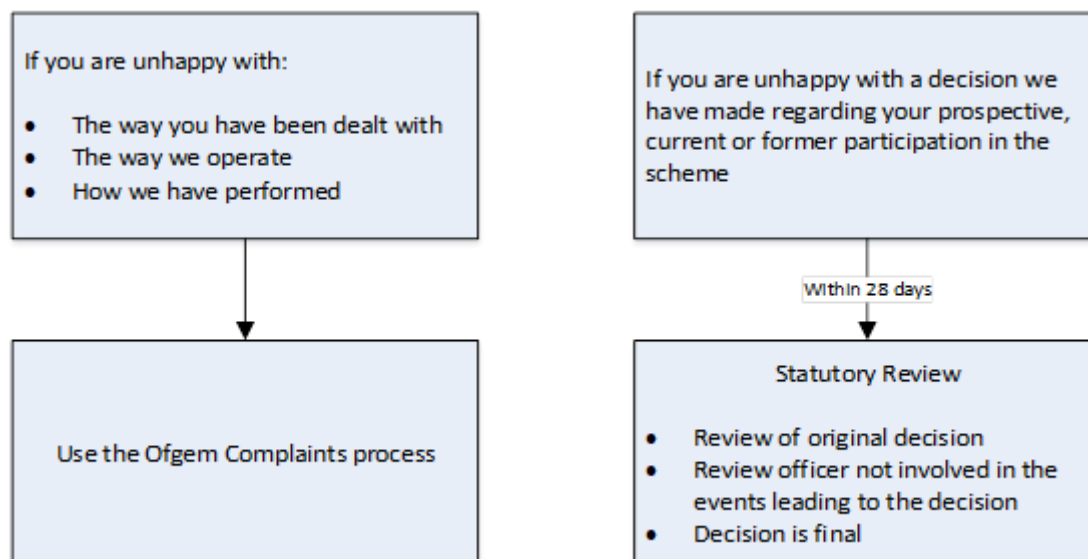 If you are unhappy with:
• The way you have been dealt with
• The way we operate
• How we have performed
Use the Ofgem Complaints process
If you are unhappy with a decision we
have made regarding your prospective,
current or former participation in the
scheme
Within 28 days
Statutory Review
• Review of original decision
• Review officer not involved in the
events leading to the decision
• Decision is final